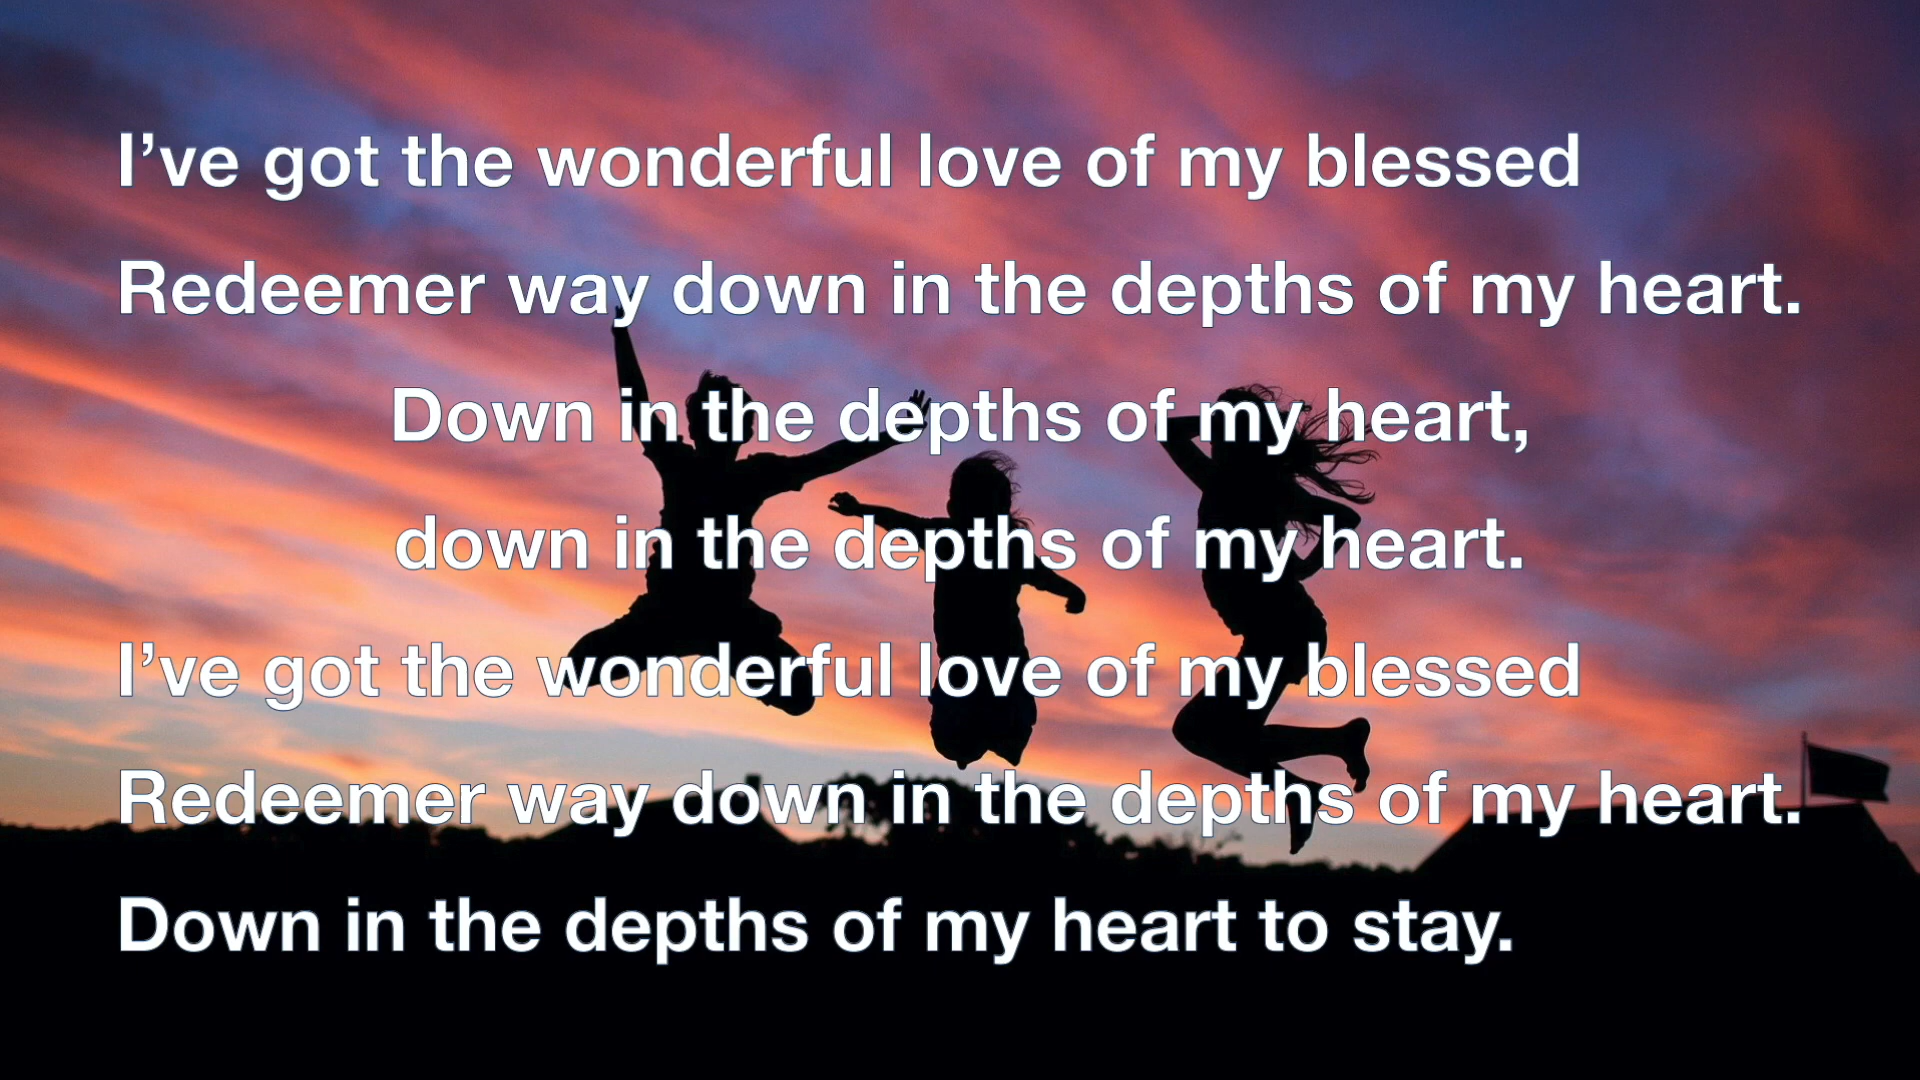 I’ve got the wonderful love of my blessed
Redeemer way down in the depths of my heart.
Down in the depths of my heart,
down in the depths of my heart.
I’ve got the wonderful love of my blessed
Redeemer way down in the depths of my heart.
Down in the depths of my heart to stay.